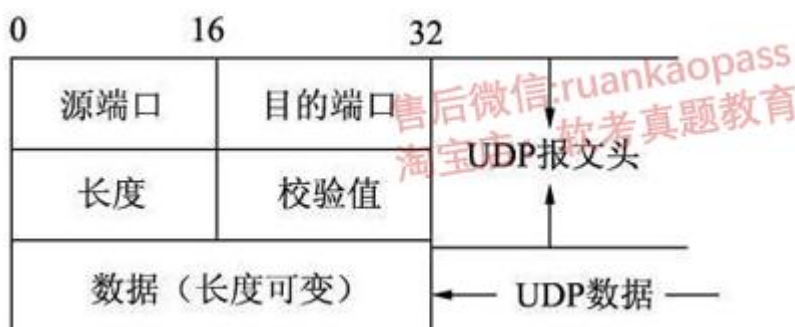 0 16 32
源端口 目的端口
售后微信:ruankaopass
淘宝店：软考真题教育
UDP报文头
长度 校验值
数据（长度可变） UDP数据